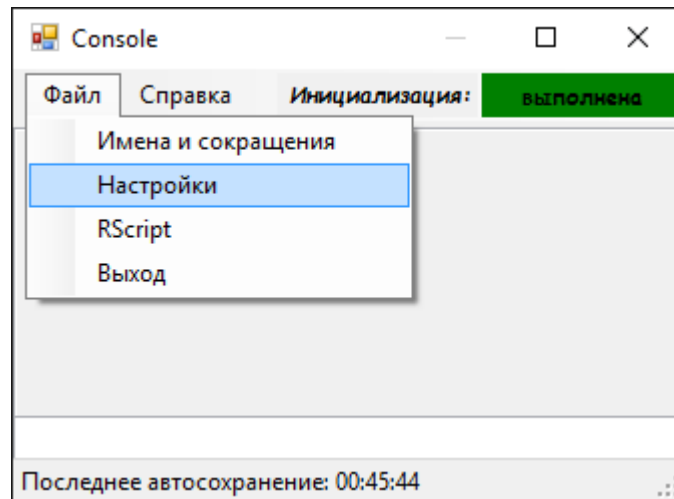 Console
Файл Справка Инициализация: выполнена
Имена и сокращения
Настройки
RScript
Выход
Последнее автосохранение: 00:45:44